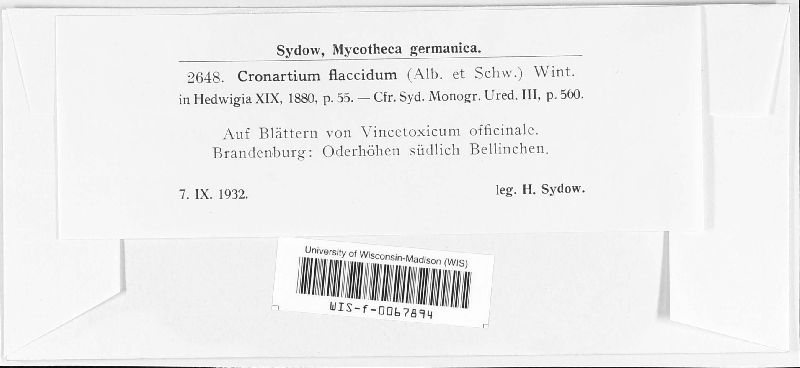 Sydow, Mycotheca germanica.
2648. Cronartium flaccidum (Alb. et Schw.) Wint.
in Hedwigia XIX, 1880, p. 55. — Cfr. Syd. Monogr. Ured. III, p. 560.
Auf Blättern von Vincetoxicum officinale.
Brandenburg: Oderhöhen südlich Bellinchen.
7. IX. 1932. leg. H. Sydow.
University of Wisconsin-Madison (WIS)
WIS-f-0067894